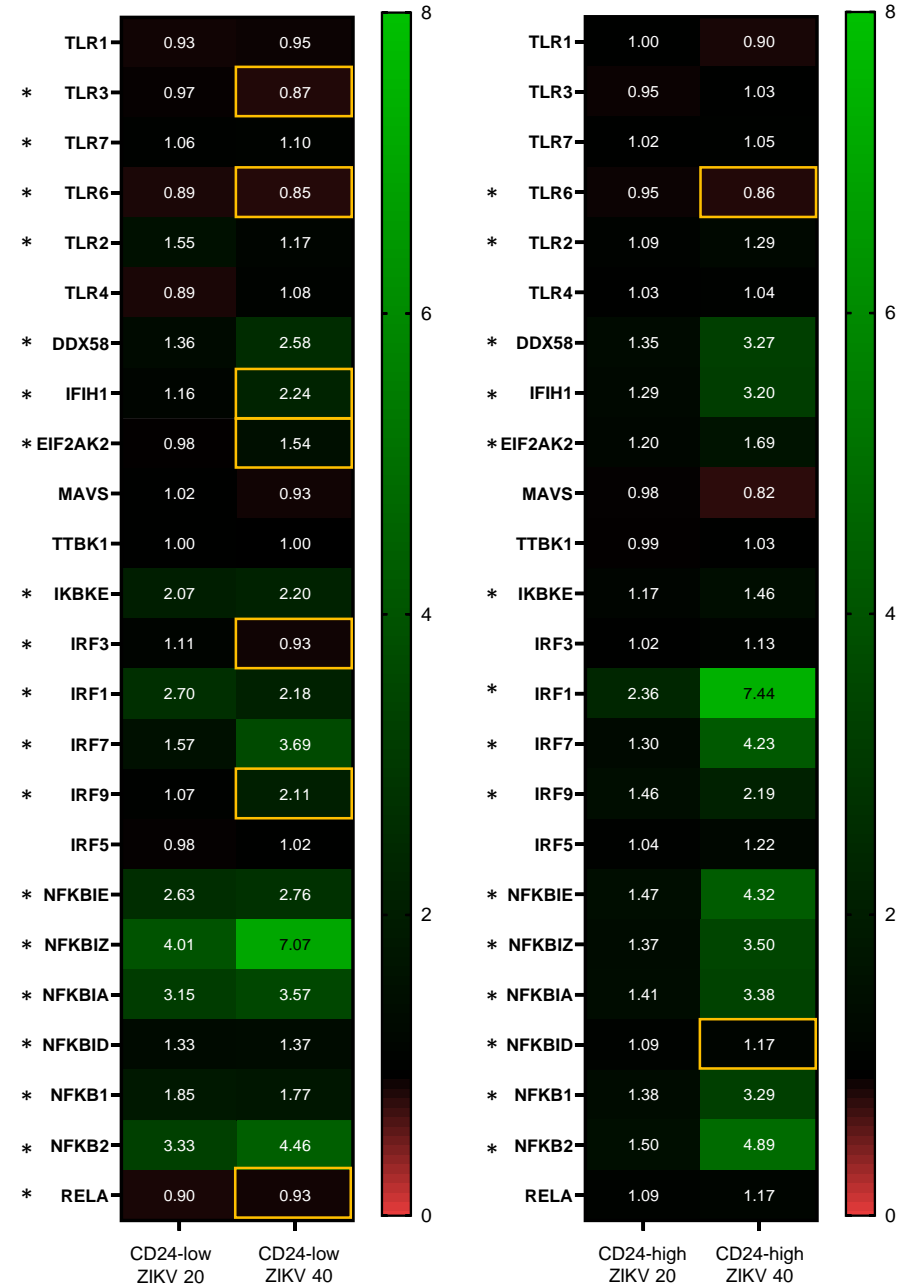 TLR1 0.93 0.95
* TLR3 0.97 0.87
* TLR7 1.06 1.10
* TLR6 0.89 0.85
* TLR2 1.55 1.17
TLR4 0.89 1.08
* DDX58 1.36 2.58
* IFIH1 1.16 2.24
* EIF2AK2 0.98 1.54
MAVS 1.02 0.93
TTBK1 1.00 1.00
* IKBKE 2.07 2.20
* IRF3 1.11 0.93
* IRF1 2.70 2.18
* IRF7 1.57 3.69
* IRF9 1.07 2.11
IRF5 0.98 1.02
* NFKBIE 2.63 2.76
* NFKBIZ 4.01 7.07
* NFKBIA 3.15 3.57
* NFKBID 1.33 1.37
* NFKB1 1.85 1.77
* NFKB2 3.33 4.46
* RELA 0.90 0.93
CD24-low CD24-low
ZIKV 20 ZIKV 40
8
6
4
2
0
TLR1 1.00 0.90
TLR3 0.95 1.03
TLR7 1.02 1.05
* TLR6 0.95 0.86
* TLR2 1.09 1.29
TLR4 1.03 1.04
* DDX58 1.35 3.27
* IFIH1 1.29 3.20
* EIF2AK2 1.20 1.69
MAVS 0.98 0.82
TTBK1 0.99 1.03
* IKBKE 1.17 1.46
IRF3 1.02 1.13
* IRF1 2.36 7.44
* IRF7 1.30 4.23
* IRF9 1.46 2.19
IRF5 1.04 1.22
* NFKBIE 1.47 4.32
* NFKBIZ 1.37 3.50
* NFKBIA 1.41 3.38
* NFKBID 1.09 1.17
* NFKB1 1.38 3.29
* NFKB2 1.50 4.89
RELA 1.09 1.17
CD24-high CD24-high
ZIKV 20 ZIKV 40
8
6
4
2
0